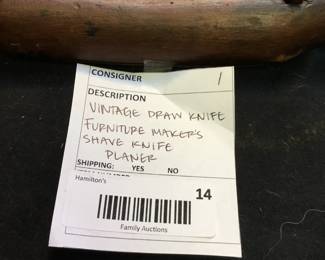 CONSIGNER 1
DESCRIPTION
VINTAGE DRAW KNIFE
FURNITURE MAKER'S
SHAVE KNIFE
PLANER
SHIPPING: YES NO
Hamilton's
14
Family Auctions